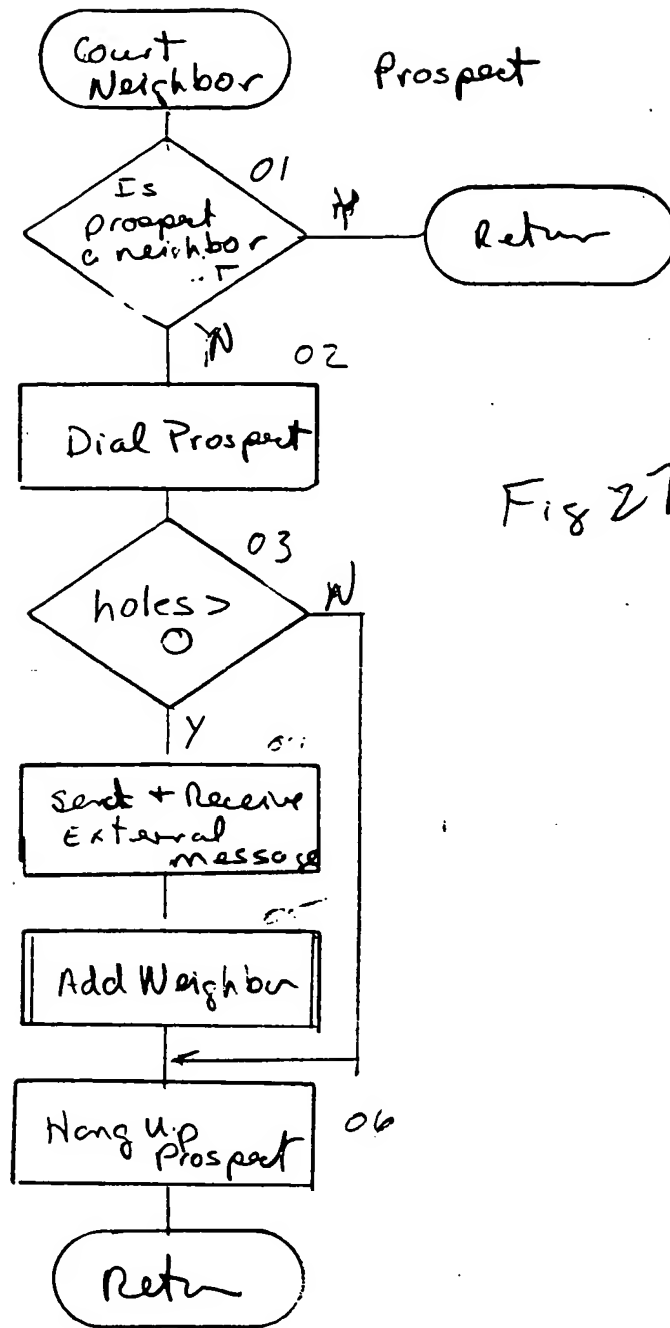 Court
Neighbor
Prospect
01
Is
prospect
a neighbor
Return
N
02
Dial Prospect
Fig 27
03
holes >
0
N
Y
Send + Receive
External
message
05
Add Neighbor
Hang up
Prospect
06
Return